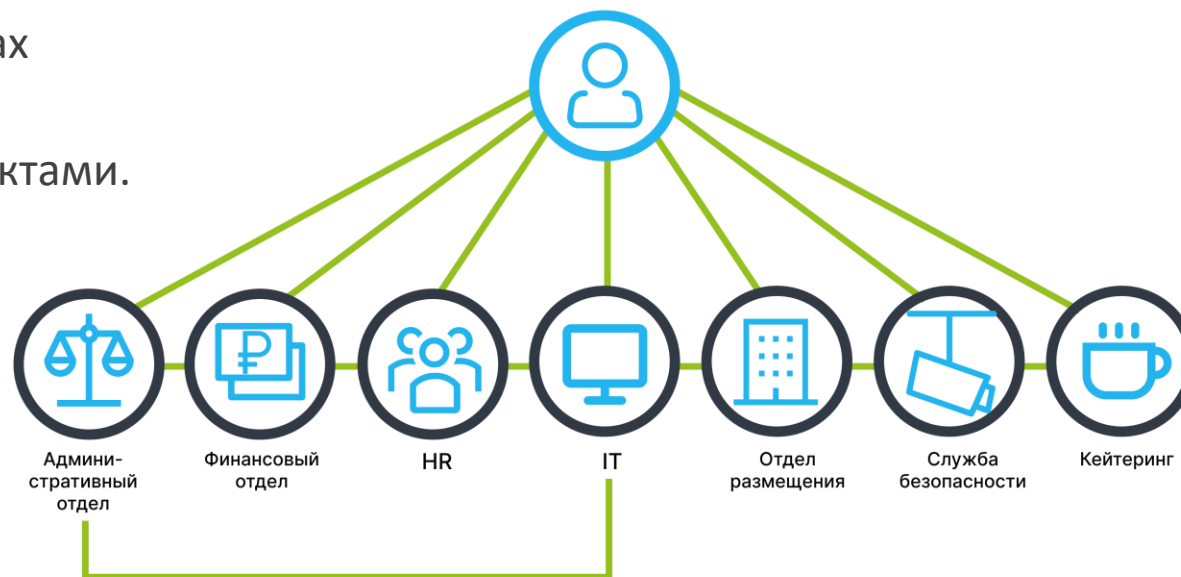 ах
ктами.
₽
Админи-
стративный
отдел
Финансовый
отдел
HR
IT
Отдел
размещения
Служба
безопасности
Кейтеринг